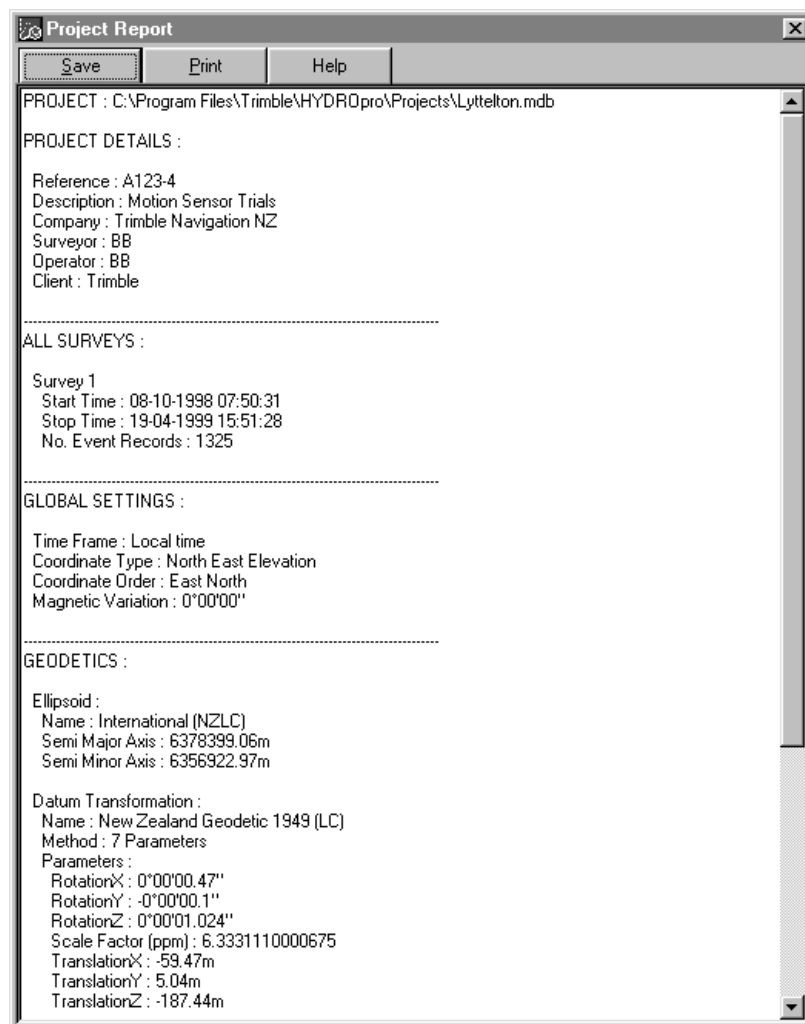 Project Report
Save Print Help
PROJECT : C:\Program Files\Trimble\HYDROpro\Projects\Lyttelton.mdb
PROJECT DETAILS :
Reference : A123-4
Description : Motion Sensor Trials
Company : Trimble Navigation NZ
Surveyor : BB
Operator : BB
Client : Trimble
--------------------------------------------------------------------------------
ALL SURVEYS :
Survey 1
Start Time : 08-10-1998 07:50:31
Stop Time : 19-04-1999 15:51:28
No. Event Records : 1325
--------------------------------------------------------------------------------
GLOBAL SETTINGS :
Time Frame : Local time
Coordinate Type : North East Elevation
Coordinate Order : East North
Magnetic Variation : 0°00'00"
--------------------------------------------------------------------------------
GEODETICS :
Ellipsoid :
Name : International (NZLC)
Semi Major Axis : 6378399.06m
Semi Minor Axis : 6356922.97m
Datum Transformation :
Name : New Zealand Geodetic 1949 (LC)
Method : 7 Parameters
Parameters :
RotationX : 0°00'00.47"
RotationY : -0°00'00.1"
RotationZ : 0°00'01.024"
Scale Factor (ppm) : 6.3331110000675
TranslationX : -59.47m
TranslationY : 5.04m
TranslationZ : -187.44m